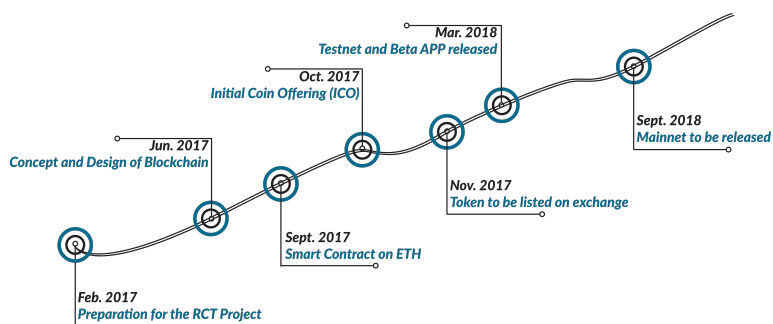 Mar. 2018
Testnet and Beta APP released
Oct. 2017
Initial Coin Offering (ICO)
Sept. 2018
Mainnet to be released
Jun. 2017
Concept and Design of Blockchain
Nov. 2017
Token to be listed on exchange
Sept. 2017
Smart Contract on ETH
Feb. 2017
Preparation for the RCT Project